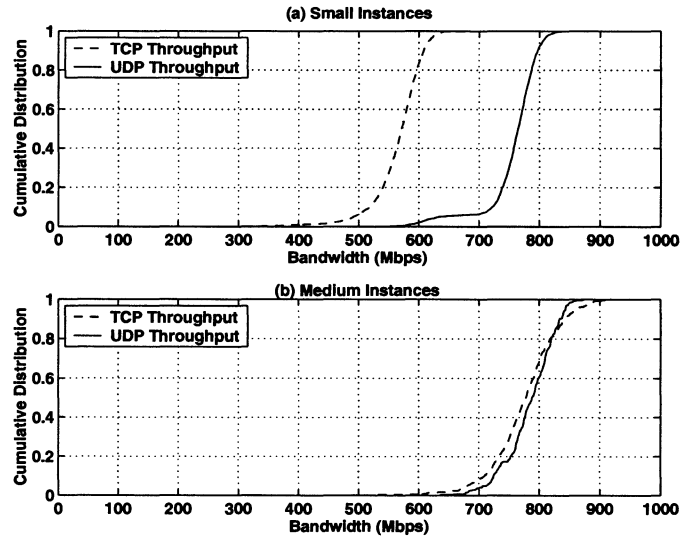 (a) Small Instances
1
0.8
0.6
0.4
0.2
0
Cumulative Distribution
TCP Throughput
UDP Throughput
0 100 200 300 400 500 600 700 800 900 1000
Bandwidth (Mbps)
(b) Medium Instances
1
0.8
0.6
0.4
0.2
0
Cumulative Distribution
TCP Throughput
UDP Throughput
0 100 200 300 400 500 600 700 800 900 1000
Bandwidth (Mbps)